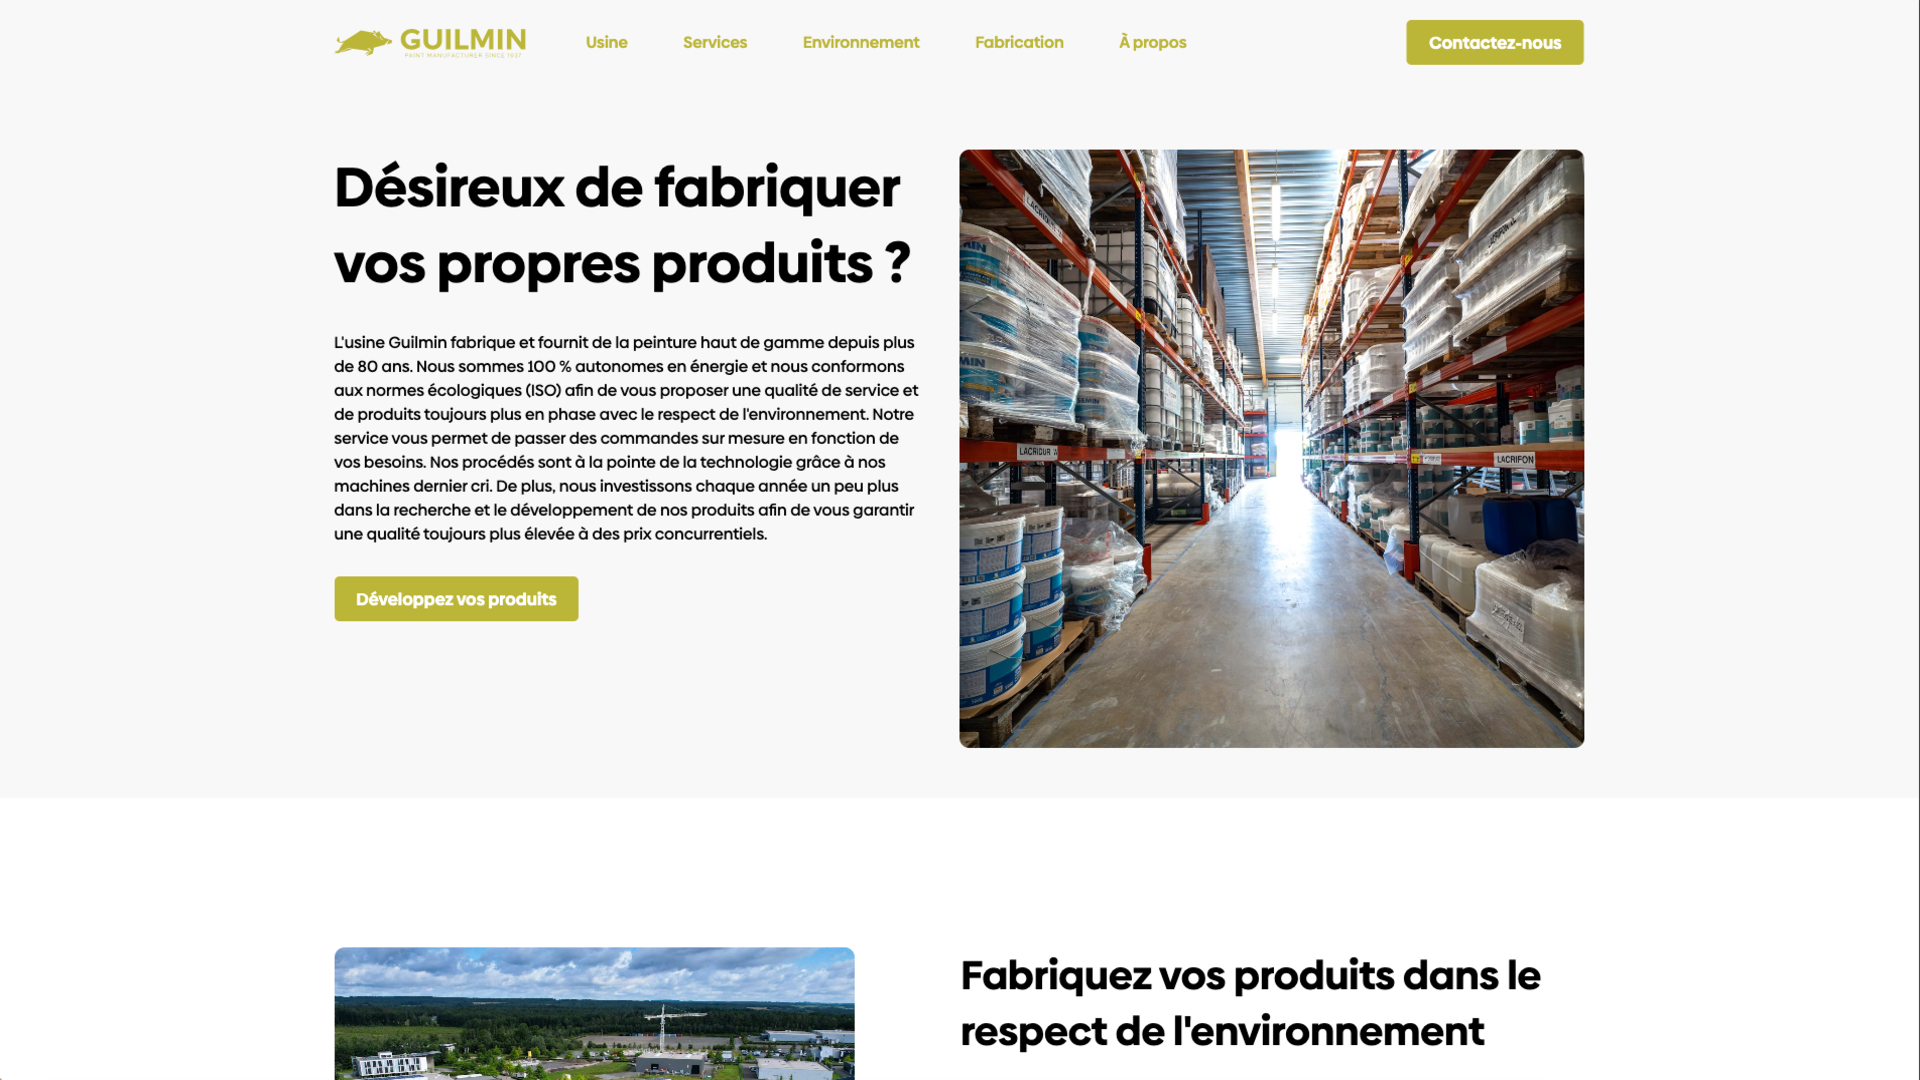 GUILMIN
PAINT MANUFACTURER SINCE 1937
Usine
Services
Environnement
Fabrication
À propos
Contactez-nous
Désireux de fabriquer
vos propres produits ?
L'usine Guilmin fabrique et fournit de la peinture haut de gamme depuis plus
de 80 ans. Nous sommes 100 % autonomes en énergie et nous conformons
aux normes écologiques (ISO) afin de vous proposer une qualité de service et
de produits toujours plus en phase avec le respect de l'environnement. Notre
service vous permet de passer des commandes sur mesure en fonction de
vos besoins. Nos procédés sont à la pointe de la technologie grâce à nos
machines dernier cri. De plus, nous investissons chaque année un peu plus
dans la recherche et le développement de nos produits afin de vous garantir
une qualité toujours plus élevée à des prix concurrentiels.
Développez vos produits
LACRIDUR
LACRIFON
Fabriquez vos produits dans le
respect de l'environnement